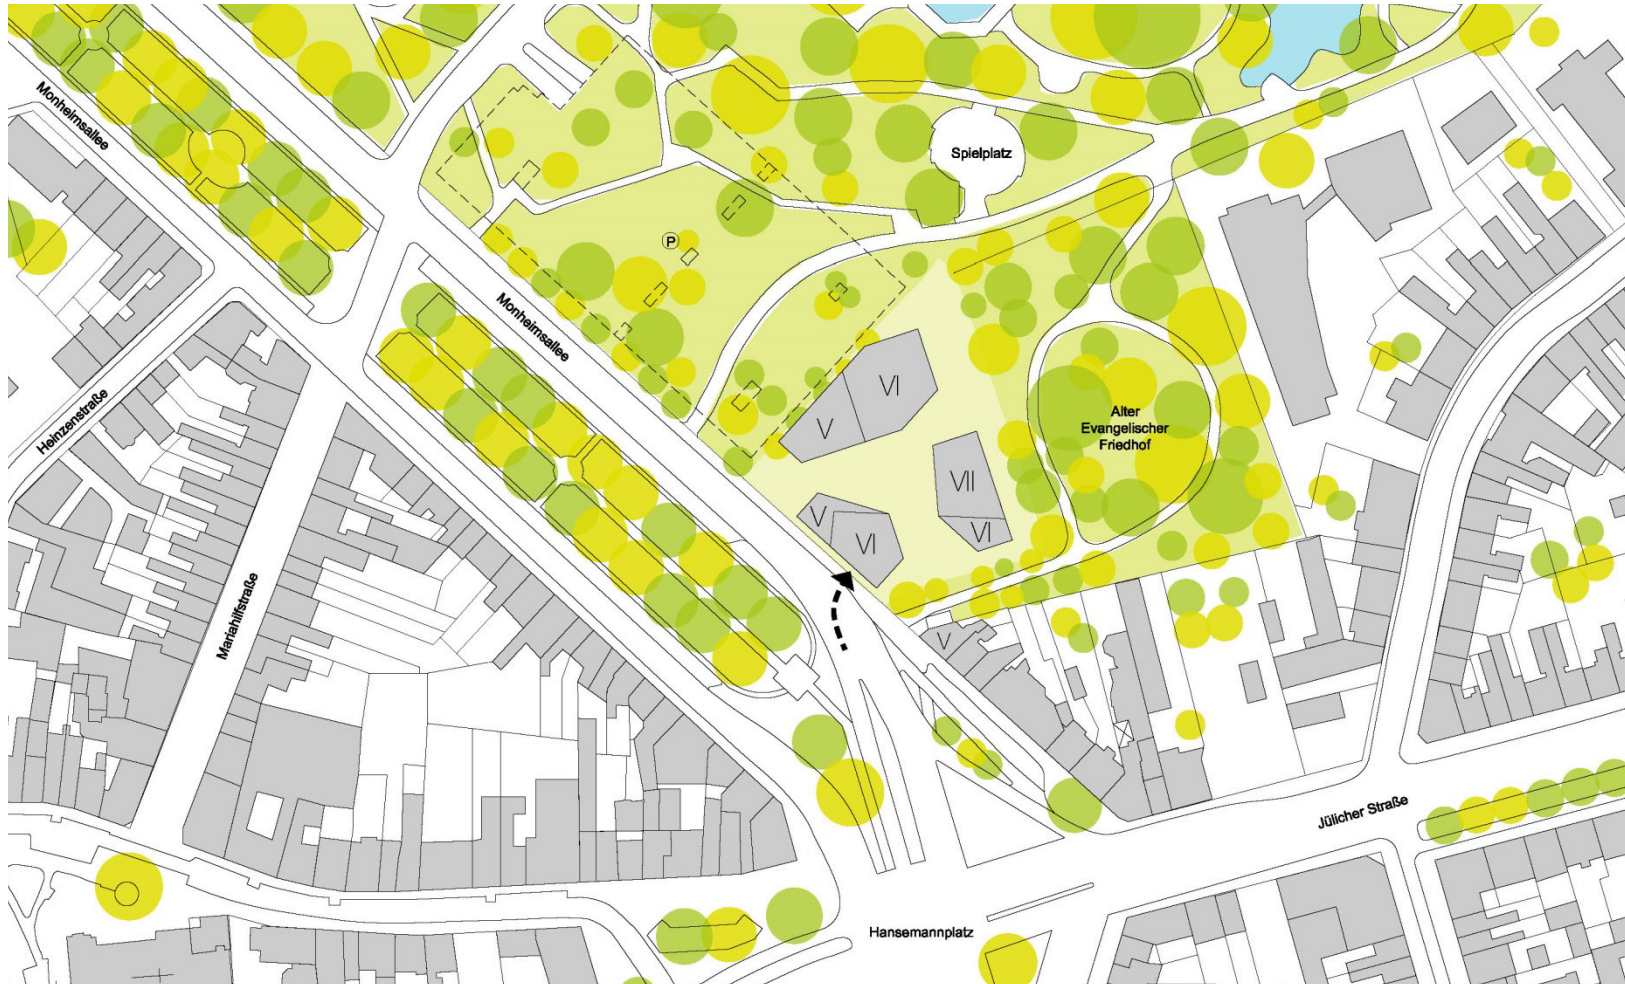 Monheimsallee
Spielplatz
P
Monheimsallee
Heinzenstraße
VI
V
Alter
Evangelischer
Friedhof
VII
V
VI
VI
Mariahilfstraße
V
Jülicher Straße
Hansemannplatz